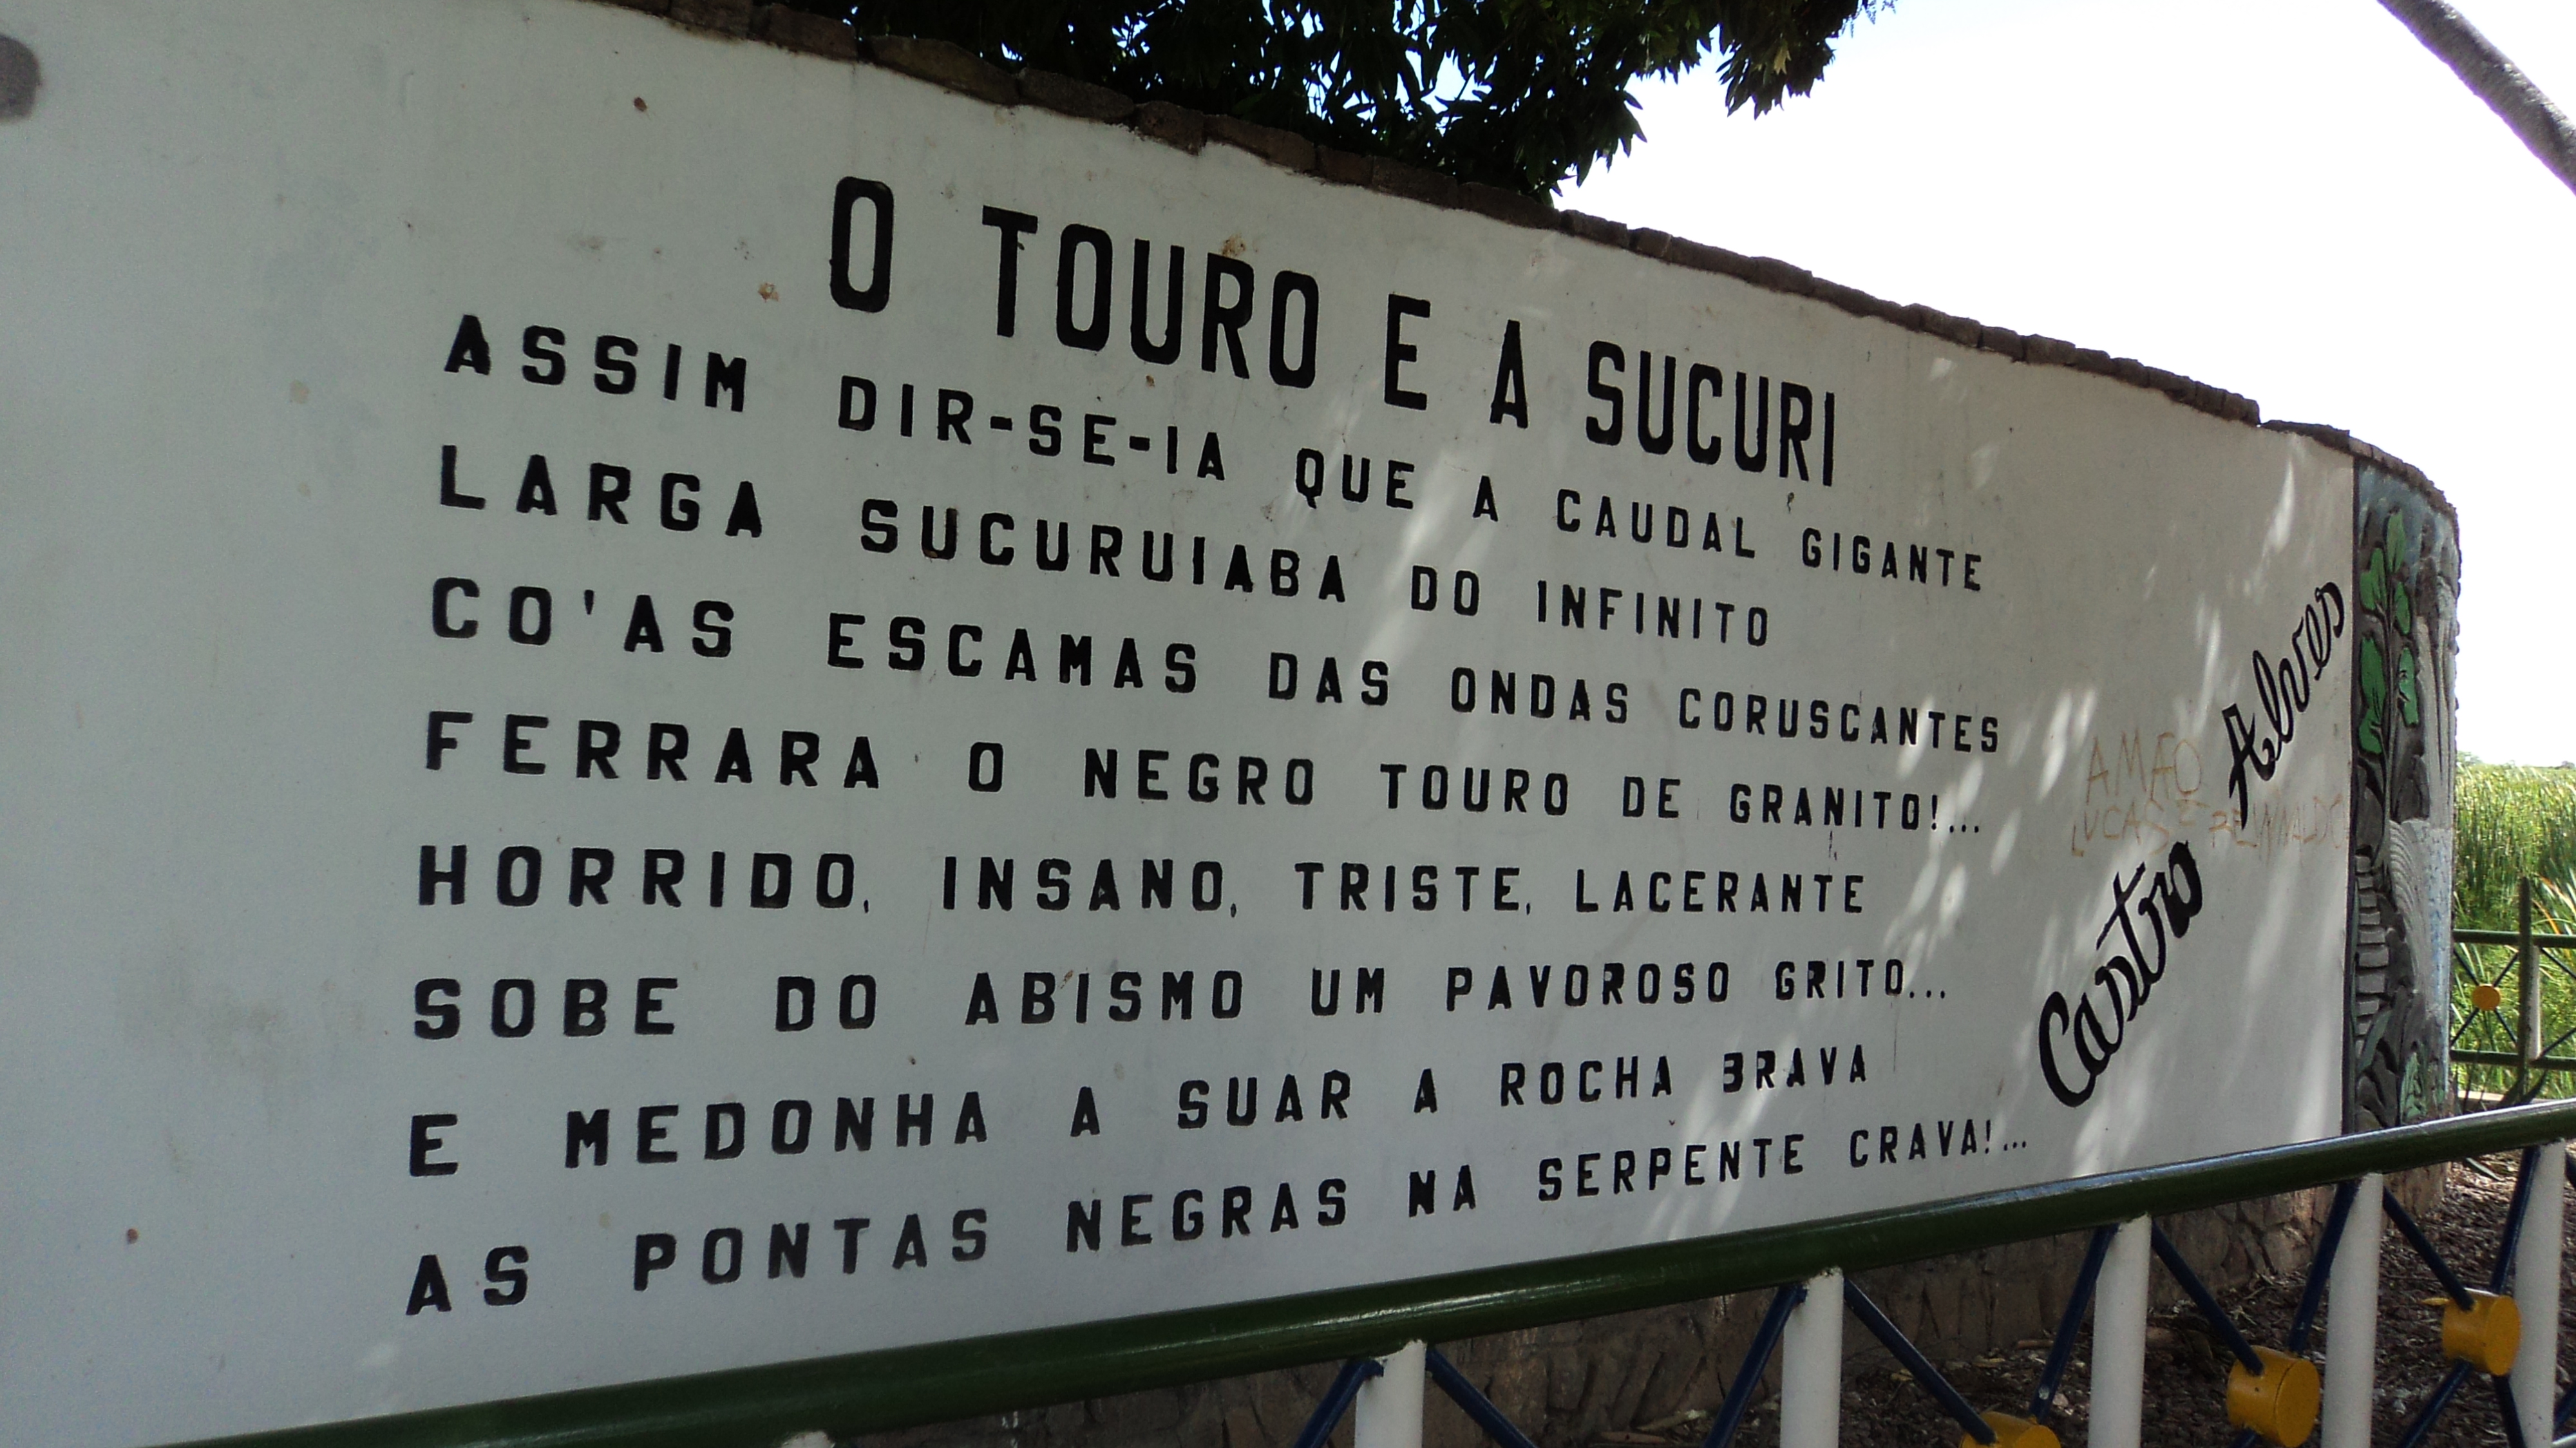 O TOURO E A SUCURI
ASSIM DIR-SE-IA QUE A CAUDAL GIGANTE
LARGA SUCURUIABA DO INFINITO
CO'AS ESCAMAS DAS ONDAS CORUSCANTES
FERRARA O NEGRO TOURO DE GRANITO!...
HORRIDO, INSANO, TRISTE, LACERANTE
SOBE DO ABISMO UM PAVOROSO GRITO...
E MEDONHA A SUAR A ROCHA BRAVA
AS PONTAS NEGRAS NA SERPENTE CRAVA!...
Castro Alves
LUCAS E